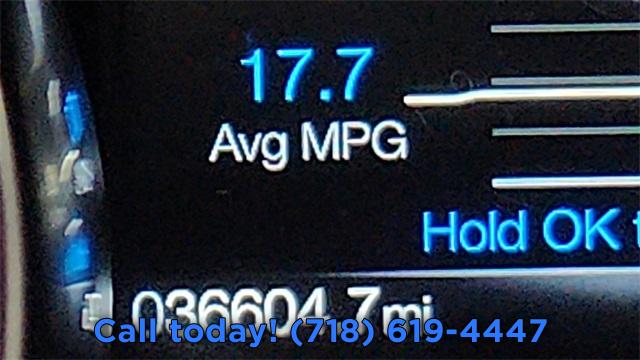 17.7
Avg MPG
Hold OK
036604.7mi
Call today! (718) 619-4447